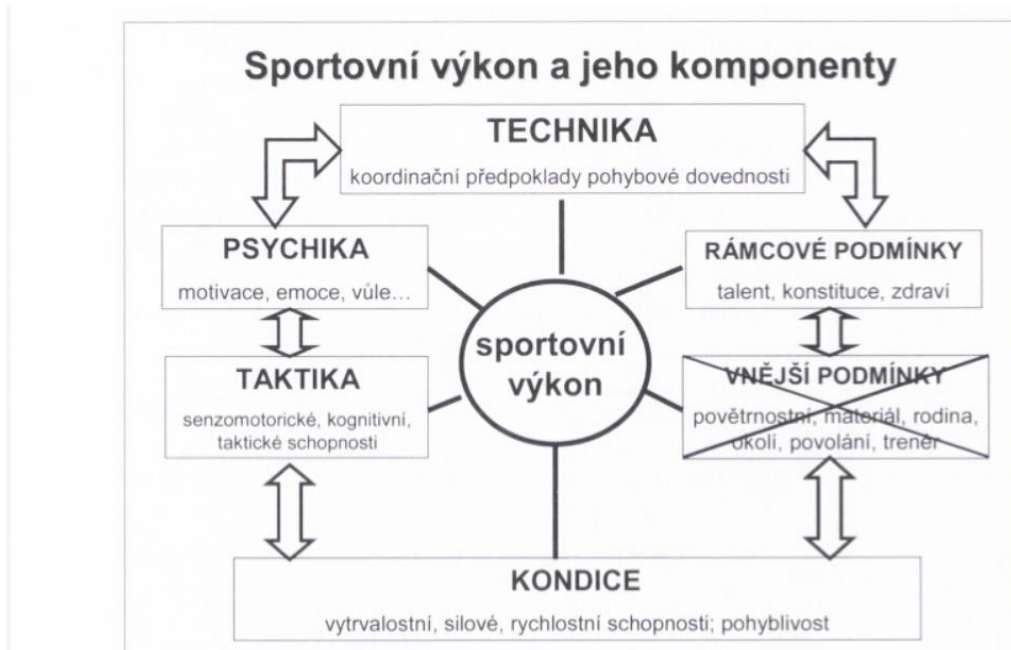 Sportovní výkon a jeho komponenty
TECHNIKA
koordinační předpoklady pohybové dovednosti
PSYCHIKA
motivace, emoce, vůle...
RÁMCOVÉ PODMÍNKY
talent, konstituce, zdraví
sportovní
výkon
TAKTIKA
senzomotorické, kognitivní,
taktické schopnosti
VNĚJŠÍ PODMÍNKY
povětrnostní, materiál, rodina,
okolí, povolání, trenér
KONDICE
vytrvalostní, silové, rychlostní schopnosti; pohyblivost